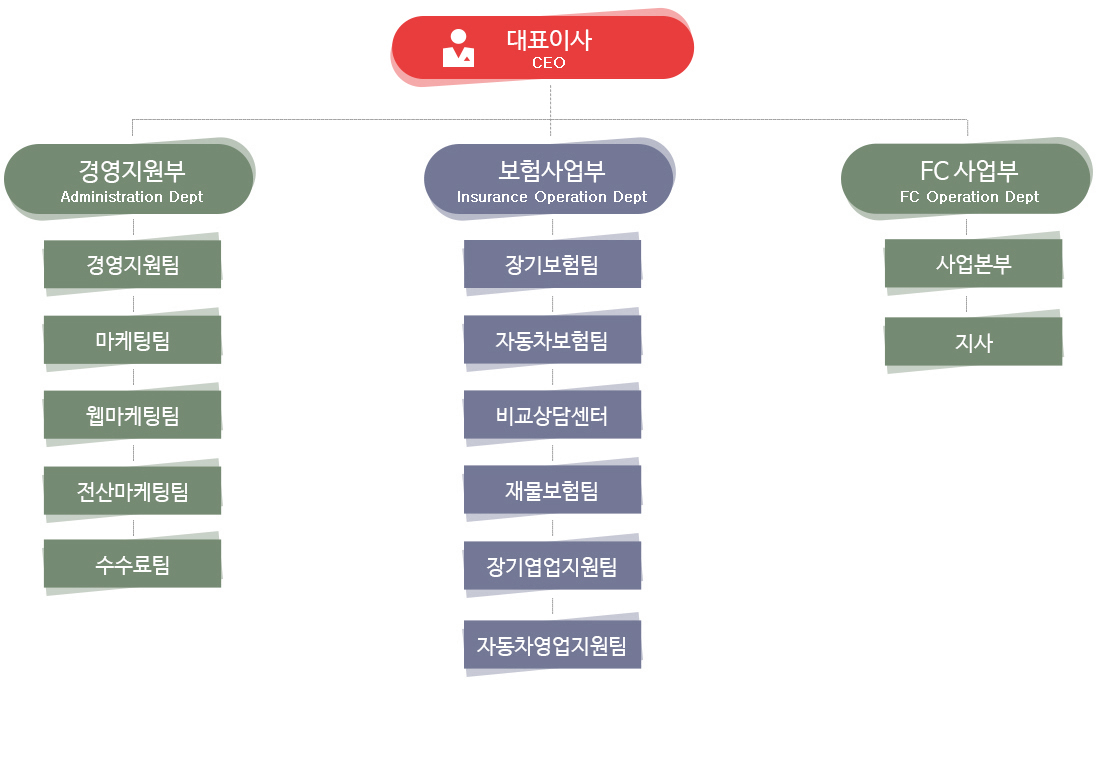 대표이사
CEO
경영지원부
Administration Dept
경영지원팀
마케팅팀
웹마케팅팀
전산마케팅팀
수수료팀
보험사업부
Insurance Operation Dept
장기보험팀
자동차보험팀
비교상담센터
재물보험팀
장기엽업지원팀
자동차영업지원팀
FC 사업부
FC Operation Dept
사업본부
지사